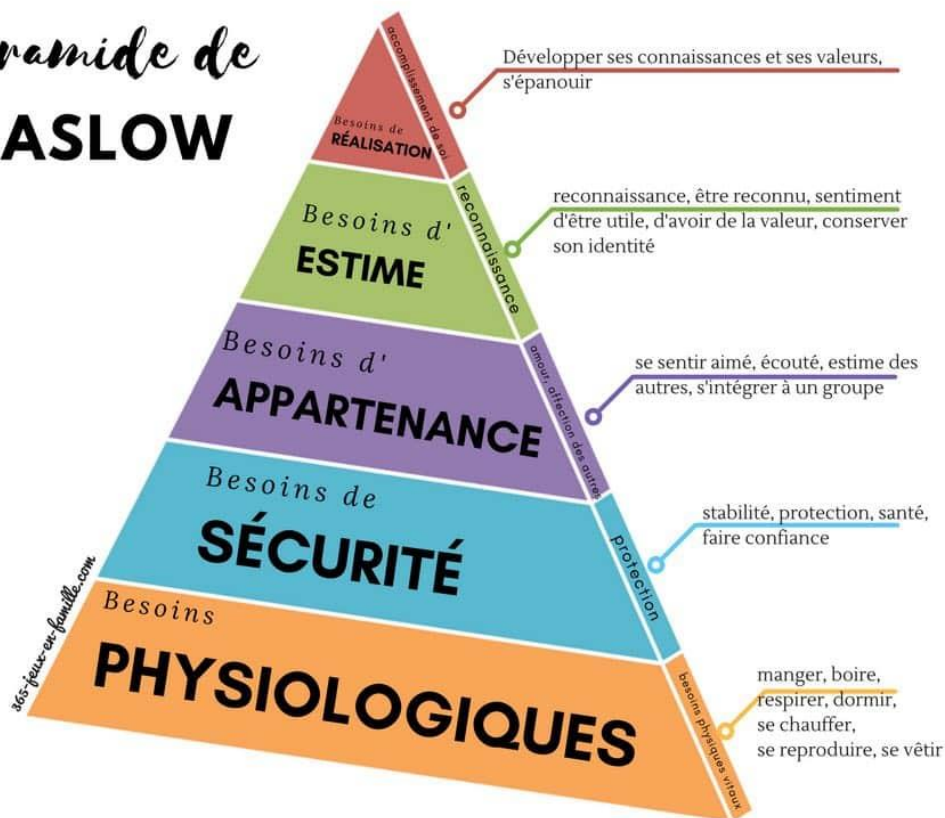 ramide de
ASLOW
accomplissement de soi
Développer ses connaissances et ses valeurs,
s'épanouir
Besoins de
RÉALISATION
reconnaissance
reconnaissance, être reconnu, sentiment
d'être utile, d'avoir de la valeur, conserver
son identité
Besoins d'
ESTIME
amour, affection des autres
se sentir aimé, écouté, estime des
autres, s'intégrer à un groupe
Besoins d'
APPARTENANCE
protection
stabilité, protection, santé,
faire confiance
Besoins de
SÉCURITÉ
365-jeux-en-famille.com
besoins physiques vitaux
manger, boire,
respirer, dormir,
se chauffer,
se reproduire, se vêtir
Besoins
PHYSIOLOGIQUES